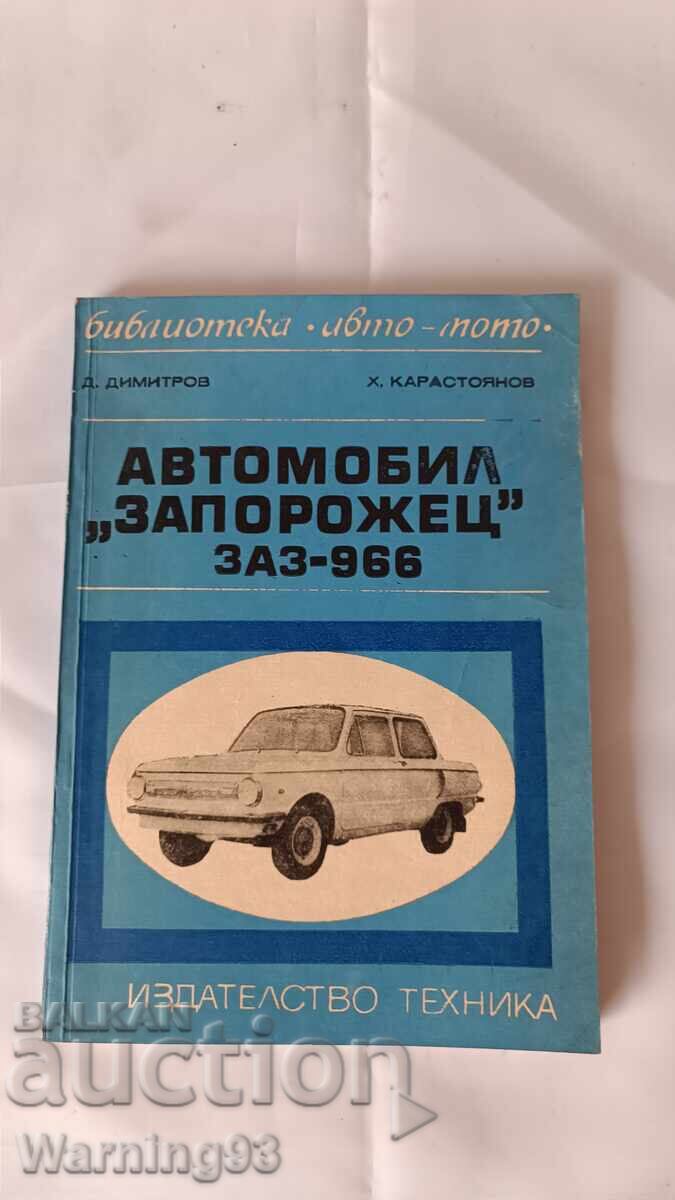 библиотека · авто - мото ·
Д. ДИМИТРОВ Х. КАРАСТОЯНОВ
АВТОМОБИЛ
„ЗАПОРОЖЕЦ”
ЗАЗ-966
ИЗДАТЕЛСТВО ТЕХНИКА
BALKAN
auction
Warning93